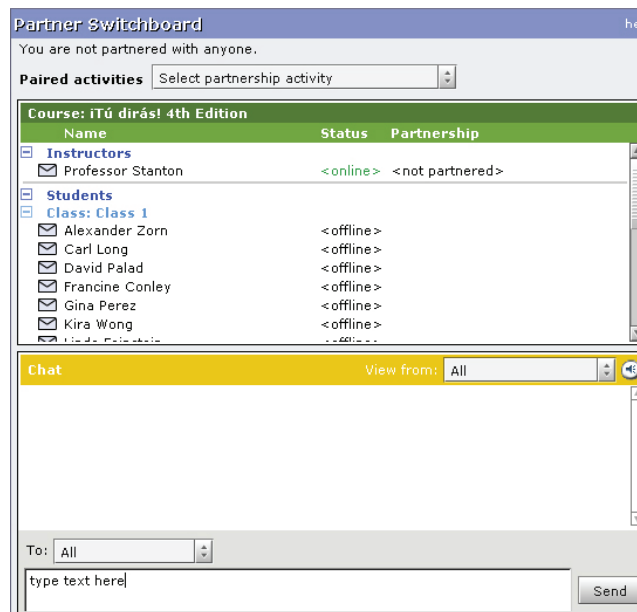 Partner Switchboard he
You are not partnered with anyone.
Paired activities Select partnership activity
Course: iTú dirás! 4th Edition
Name Status Partnership
Instructors
Professor Stanton <online> <not partnered>
Students
Class: Class 1
Alexander Zorn <offline>
Carl Long <offline>
David Palad <offline>
Francine Conley <offline>
Gina Perez <offline>
Kira Wong <offline>
Chat View from: All
To: All
type text here
Send